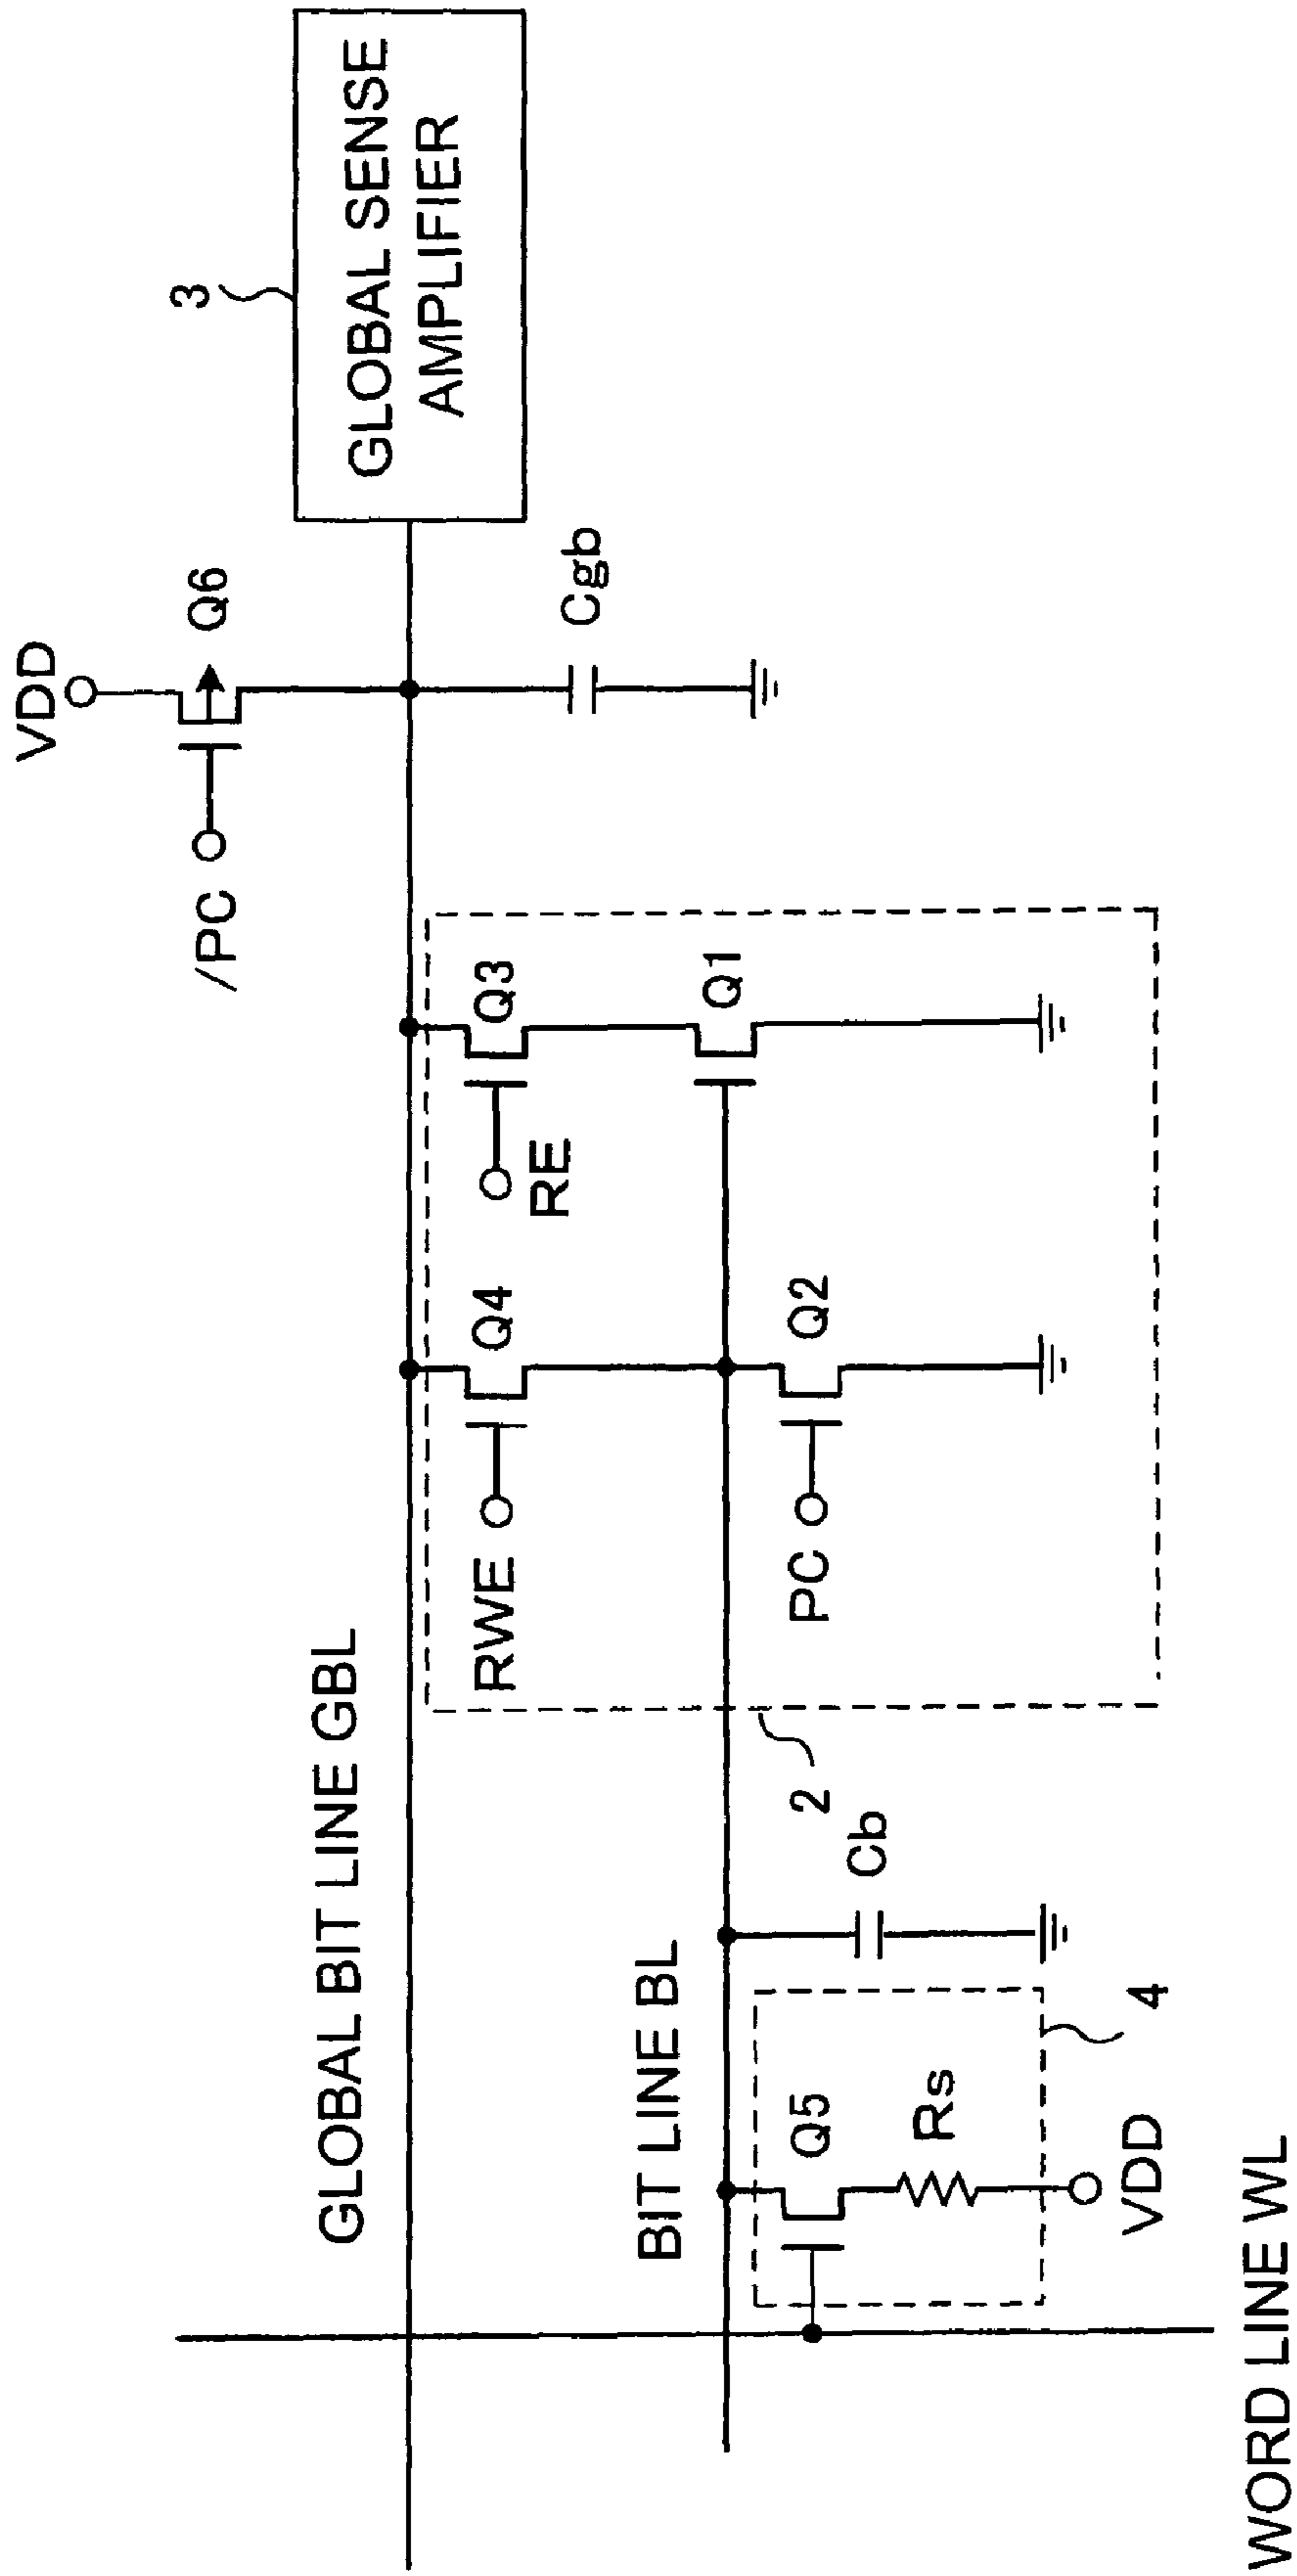 VDD
Q6
/PC
3
GLOBAL SENSE
AMPLIFIER
Cgb
GLOBAL BIT LINE GBL
RWE
Q4
Q3
RE
Q1
PC
Q2
2
BIT LINE BL
Cb
Q5
Rs
4
VDD
WORD LINE WL